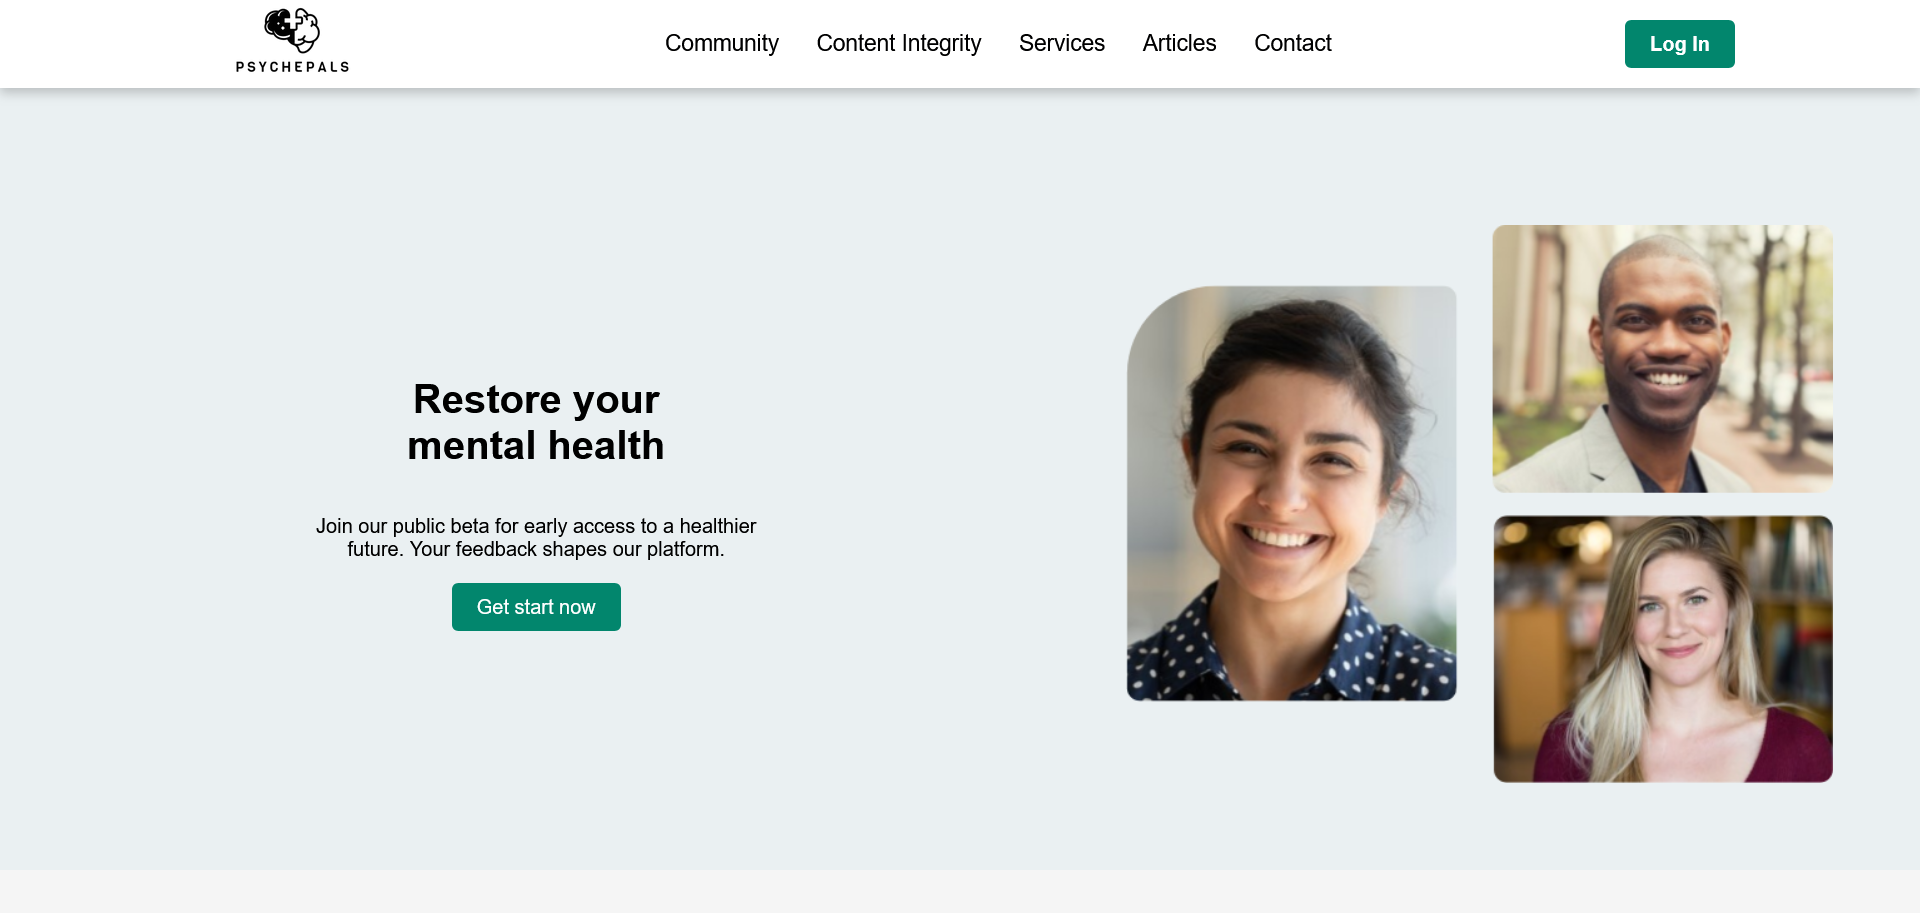 PSYCHEPALS
Community
Content Integrity
Services
Articles
Contact
Log In
Restore your
mental health
Join our public beta for early access to a healthier
future. Your feedback shapes our platform.
Get start now